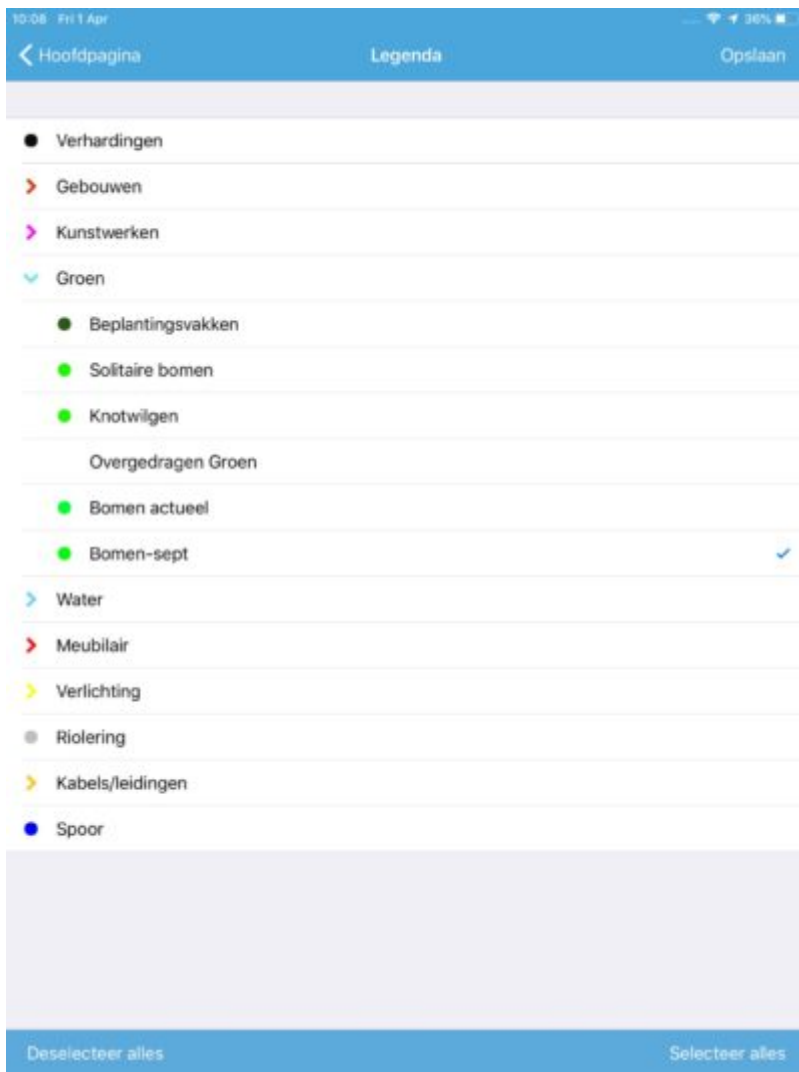 10:08 Fri 1 Apr 36%
Hoofdpagina Legenda Opslaan
Verhardingen
Gebouwen
Kunstwerken
Groen
Beplantingsvakken
Solitaire bomen
Knotwilgen
Overgedragen Groen
Bomen actueel
Bomen-sept
Water
Meubilair
Verlichting
Riolering
Kabels/leidingen
Spoor
Deselecteer alles Selecteer alles